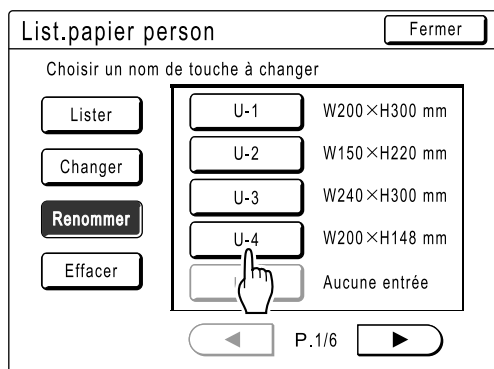 List.papier person
Fermer
Choisir un nom de touche à changer
Lister
Changer
Renommer
Effacer
U-1 W200×H300 mm
U-2 W150×H220 mm
U-3 W240×H300 mm
U-4 W200×H148 mm
Aucune entrée
P.1/6